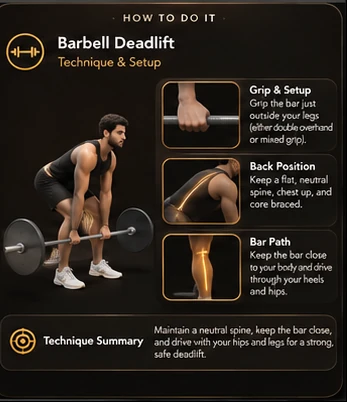 HOW TO DO IT
Barbell Deadlift
Technique & Setup
Grip & Setup
Grip the bar just
outside your legs
(either double overhand
or mixed grip).
Back Position
Keep a flat, neutral
spine, chest up, and
core braced.
Bar Path
Keep the bar close
to your body and drive
through your heels
and hips.
Technique Summary
Maintain a neutral spine, keep the bar close,
and drive with your hips and legs for a strong,
safe deadlift.